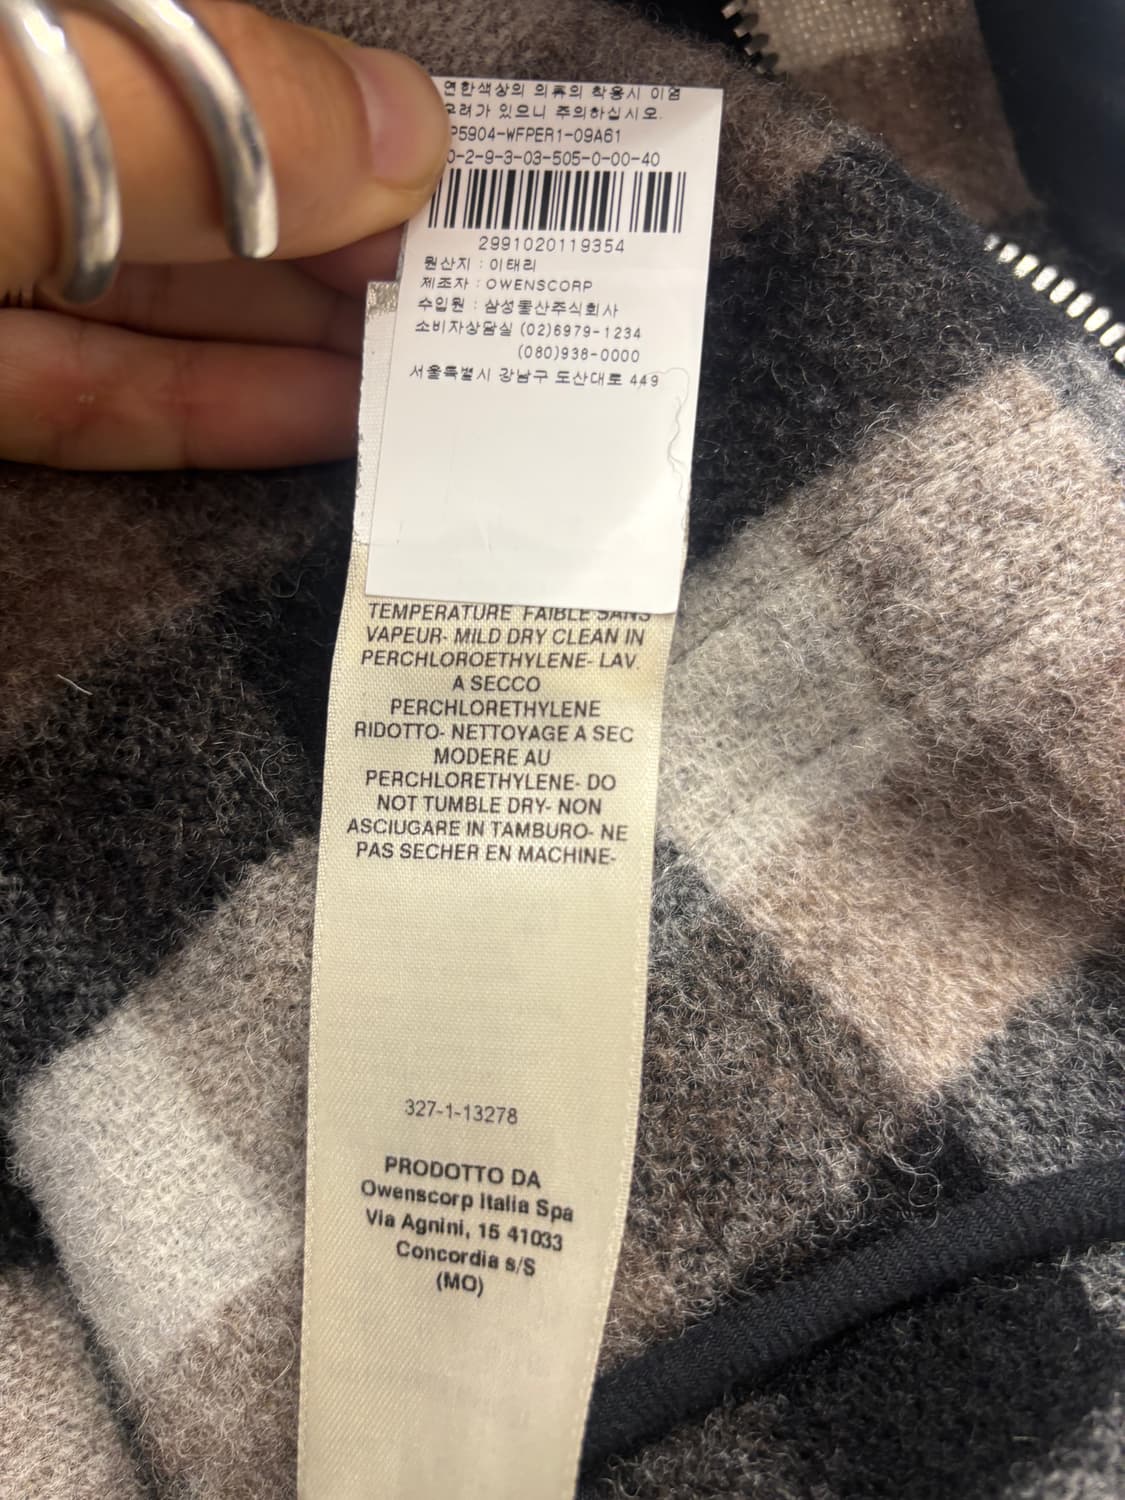 연한색상의 의류의 착용시 이염
우려가 있으니 주의하십시오.
P5904-WFPER1-09A61
0-2-9-3-03-505-0-00-40
2991020119354
원산지 : 이태리
제조자 : OWENSCORP
수입원 : 삼성물산주식회사
소비자상담실 (02)6979-1234
(080)938-0000
서울특별시 강남구 도산대로 449
TEMPERATURE FAIBLE SANS
VAPEUR- MILD DRY CLEAN IN
PERCHLOROETHYLENE- LAV.
A SECCO
PERCHLORETHYLENE
RIDOTTO- NETTOYAGE A SEC
MODERE AU
PERCHLORETHYLENE- DO
NOT TUMBLE DRY- NON
ASCIUGARE IN TAMBURO- NE
PAS SECHER EN MACHINE-
327-1-13278
PRODOTTO DA
Owenscorp Italia Spa
Via Agnini, 15 41033
Concordia s/S
(MO)